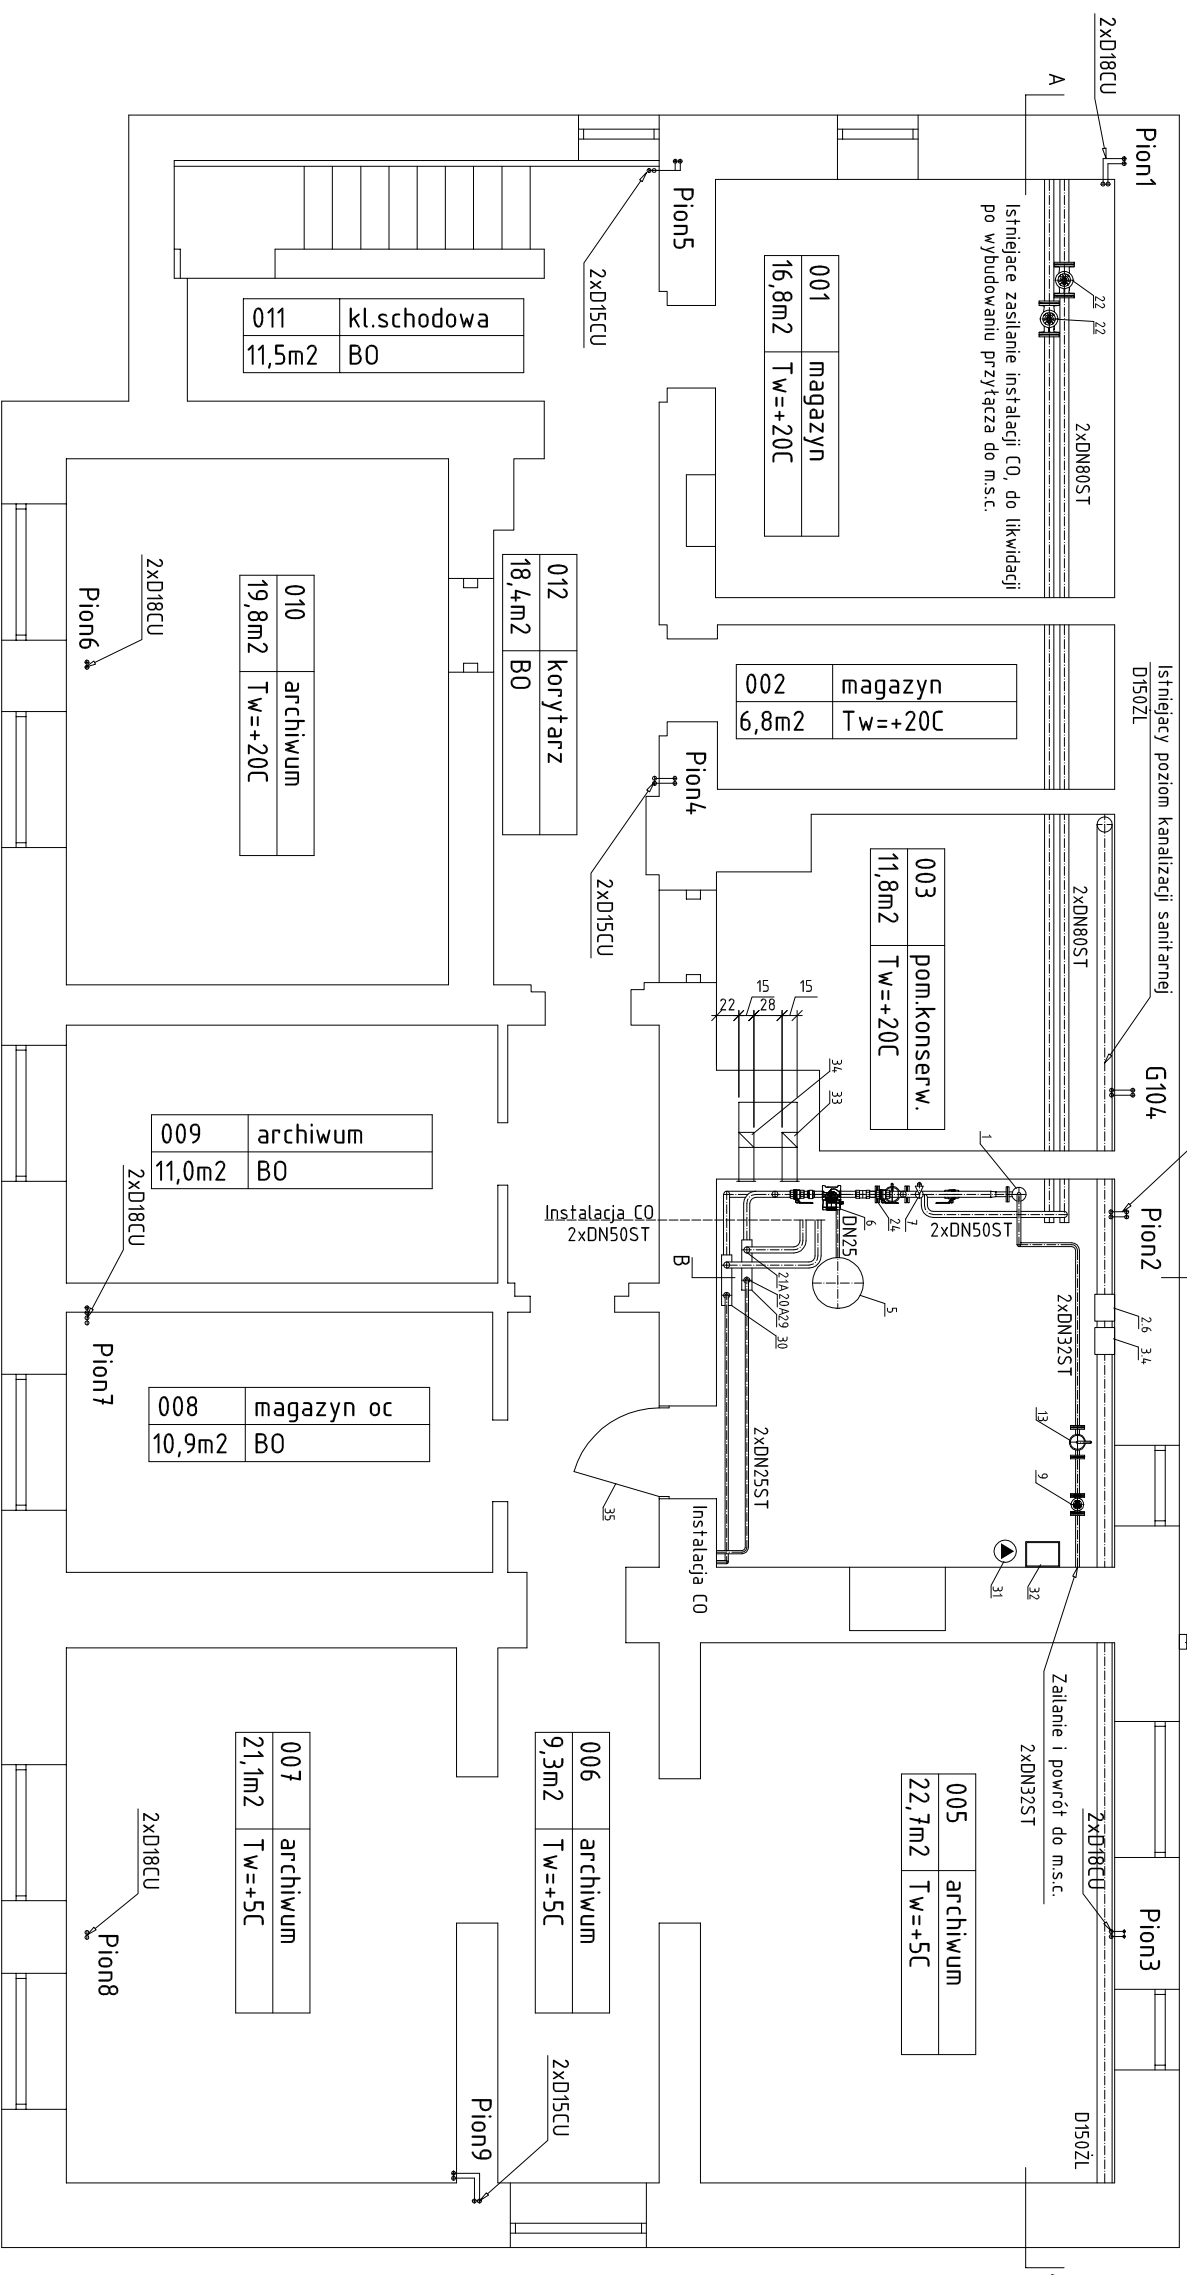 2xD18CU
Pion1
A
Istniejace zasilanie instalacji CO, do likwidacji
po wybudowaniu przyłącza do m.s.c.
22
22
2xDN80ST
001 magazyn
16,8m2 Tw=+20C
Pion5
2xD15CU
011 kl.schodowa
11,5m2 BO
012 korytarz
18,4m2 BO
010 archiwum
19,8m2 Tw=+20C
2xD18CU
Pion6
002 magazyn
6,8m2 Tw=+20C
Pion4
2xD15CU
Istniejacy poziom kanalizacji sanitarnej
D150ŻL
2xDN80ST
003 pom.konserw.
11,8m2 Tw=+20C
G104
22
15
28
15
34
33
1
Pion2
2xDN50ST
7
24
6
DN25
5
Instalacja CO
2xDN50ST
B
21A
20A
29
30
2.6
3.4
2xDN32ST
13
9
2xDN25ST
Instalacja CO
31
32
35
009 archiwum
11,0m2 BO
2xD18CU
Pion7
008 magazyn oc
10,9m2 BO
Zailanie i powrót do m.s.c.
2xDN32ST
2xD18CU
Pion3
005 archiwum
22,7m2 Tw=+5C
D150ŻL
006 archiwum
9,3m2 Tw=+5C
007 archiwum
21,1m2 Tw=+5C
2xD18CU
Pion8
2xD15CU
Pion9